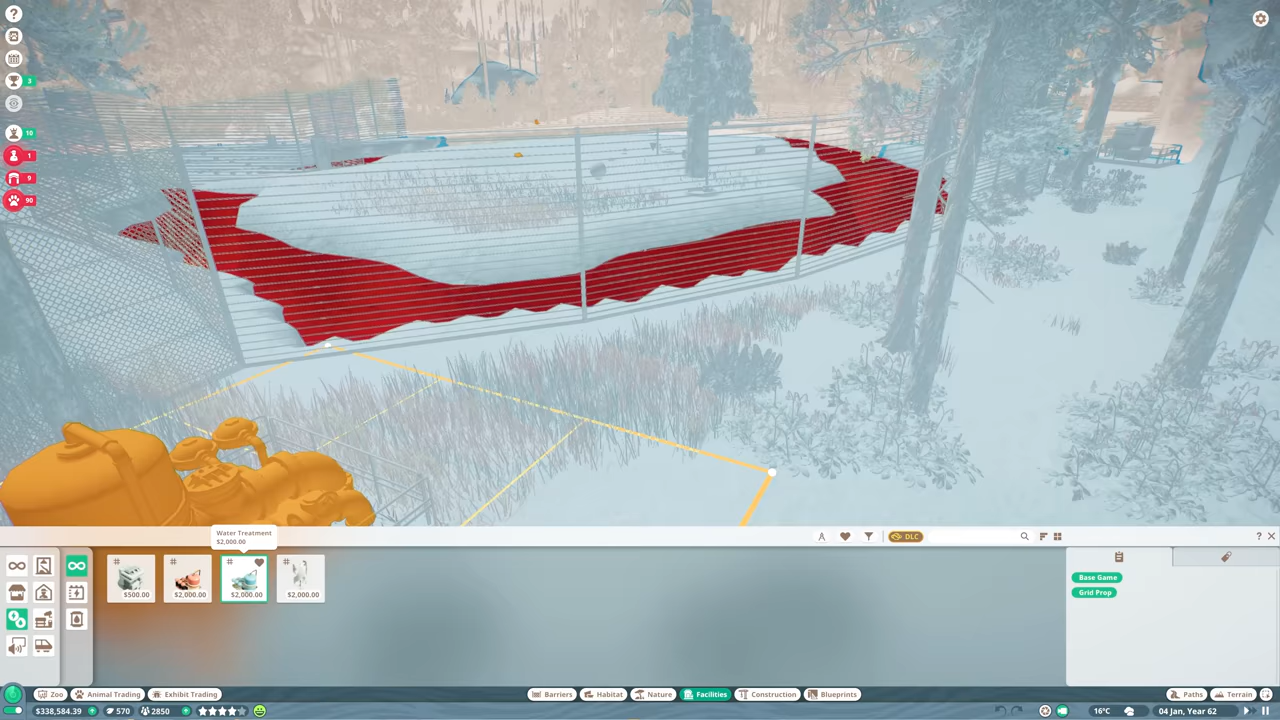 ?
3
10
1
9
90
Water Treatment
$2,000.00
DLC
?
$500.00
$2,000.00
$2,000.00
$2,000.00
Base Game
Grid Prop
Zoo
Animal Trading
Exhibit Trading
Barriers
Habitat
Nature
Facilities
Construction
Blueprints
Paths
Terrain
$338,584.39
570
2850
16°C
04 Jan, Year 62